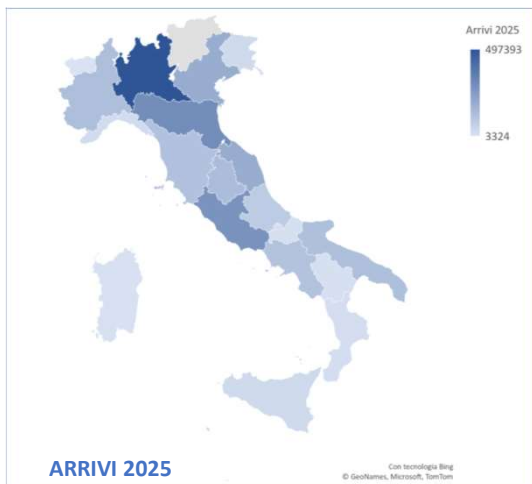 Arrivi 2025
497393
3324
ARRIVI 2025
Con tecnologia Bing
© GeoNames, Microsoft, TomTom